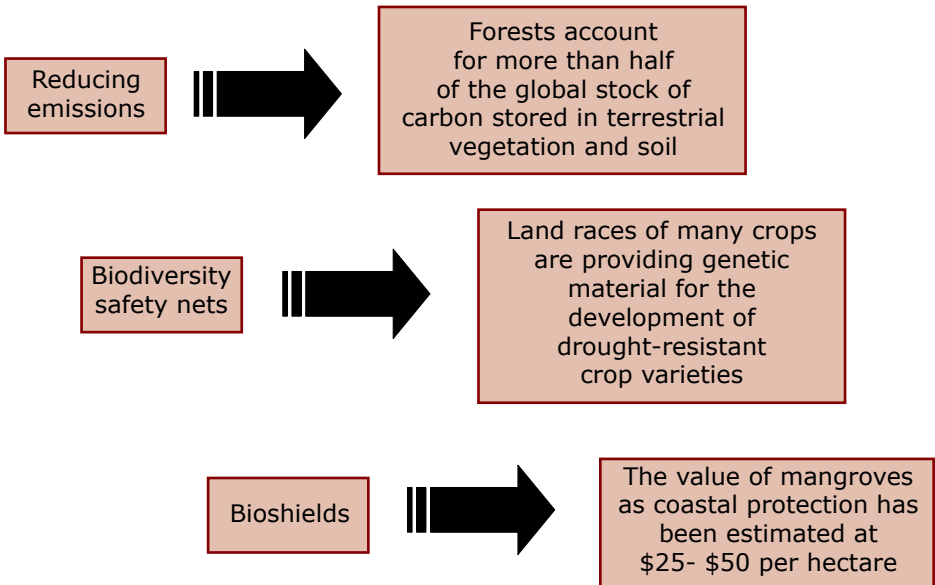 Reducing
emissions
Forests account
for more than half
of the global stock of
carbon stored in terrestrial
vegetation and soil
Biodiversity
safety nets
Land races of many crops
are providing genetic
material for the
development of
drought-resistant
crop varieties
Bioshields
The value of mangroves
as coastal protection has
been estimated at
$25- $50 per hectare